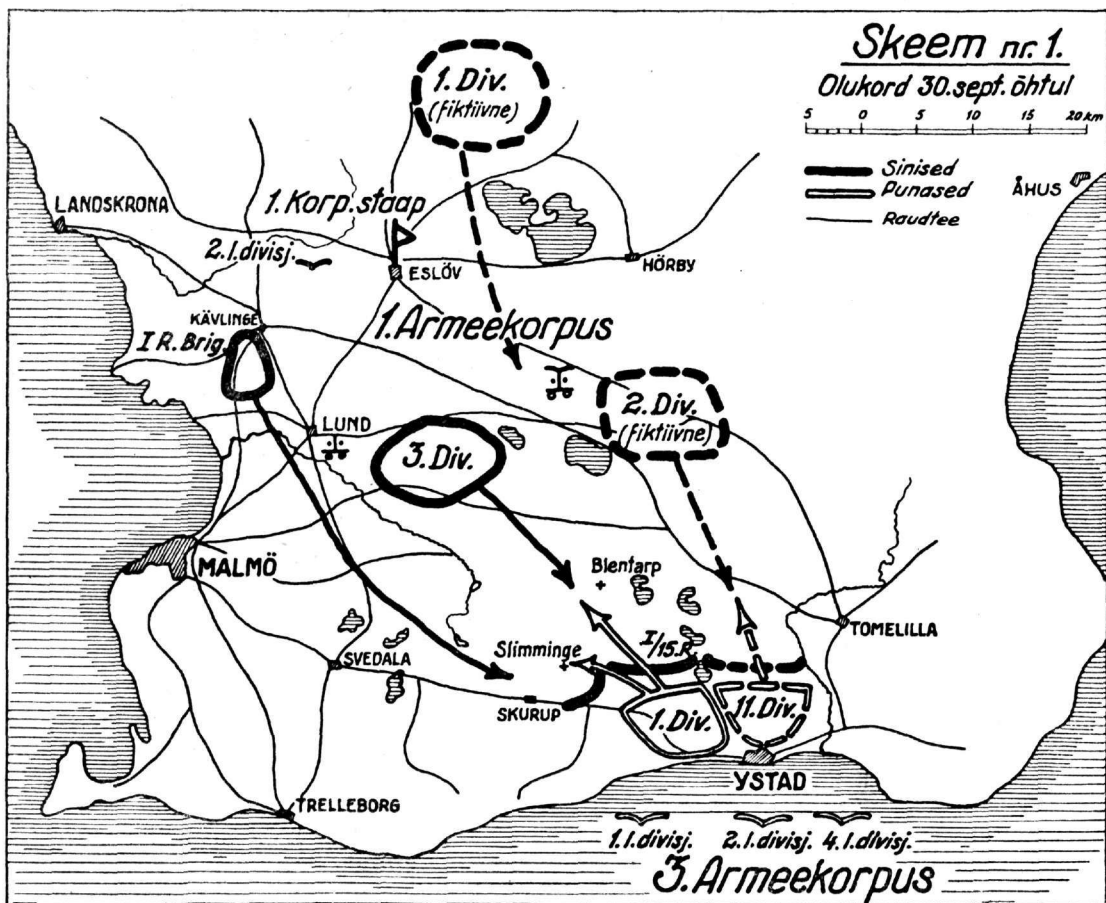 Skeem nr. 1.
Olukord 30. sept. õhtul
5 0 5 10 15 20 km
Sinised
Punased
Raudtee
1. Div.
(fiktiivne)
ÅHUS
LANDSKRONA
1. Korp. staap
2. l. divisj.
ESLÖV
HÖRBY
KÄVLINGE
1. Armeekorpus
I R. Brig.
2. Div.
(fiktiivne)
LUND
3. Div.
MALMÖ
Blentarp
TOMELILLA
I/15. R.
Slimminge
SVEDALA
SKURUP
1. Div.
11. Div.
YSTAD
TRELLEBORG
1. l. divisj.
2. l. divisj.
4. l. divisj.
3. Armeekorpus